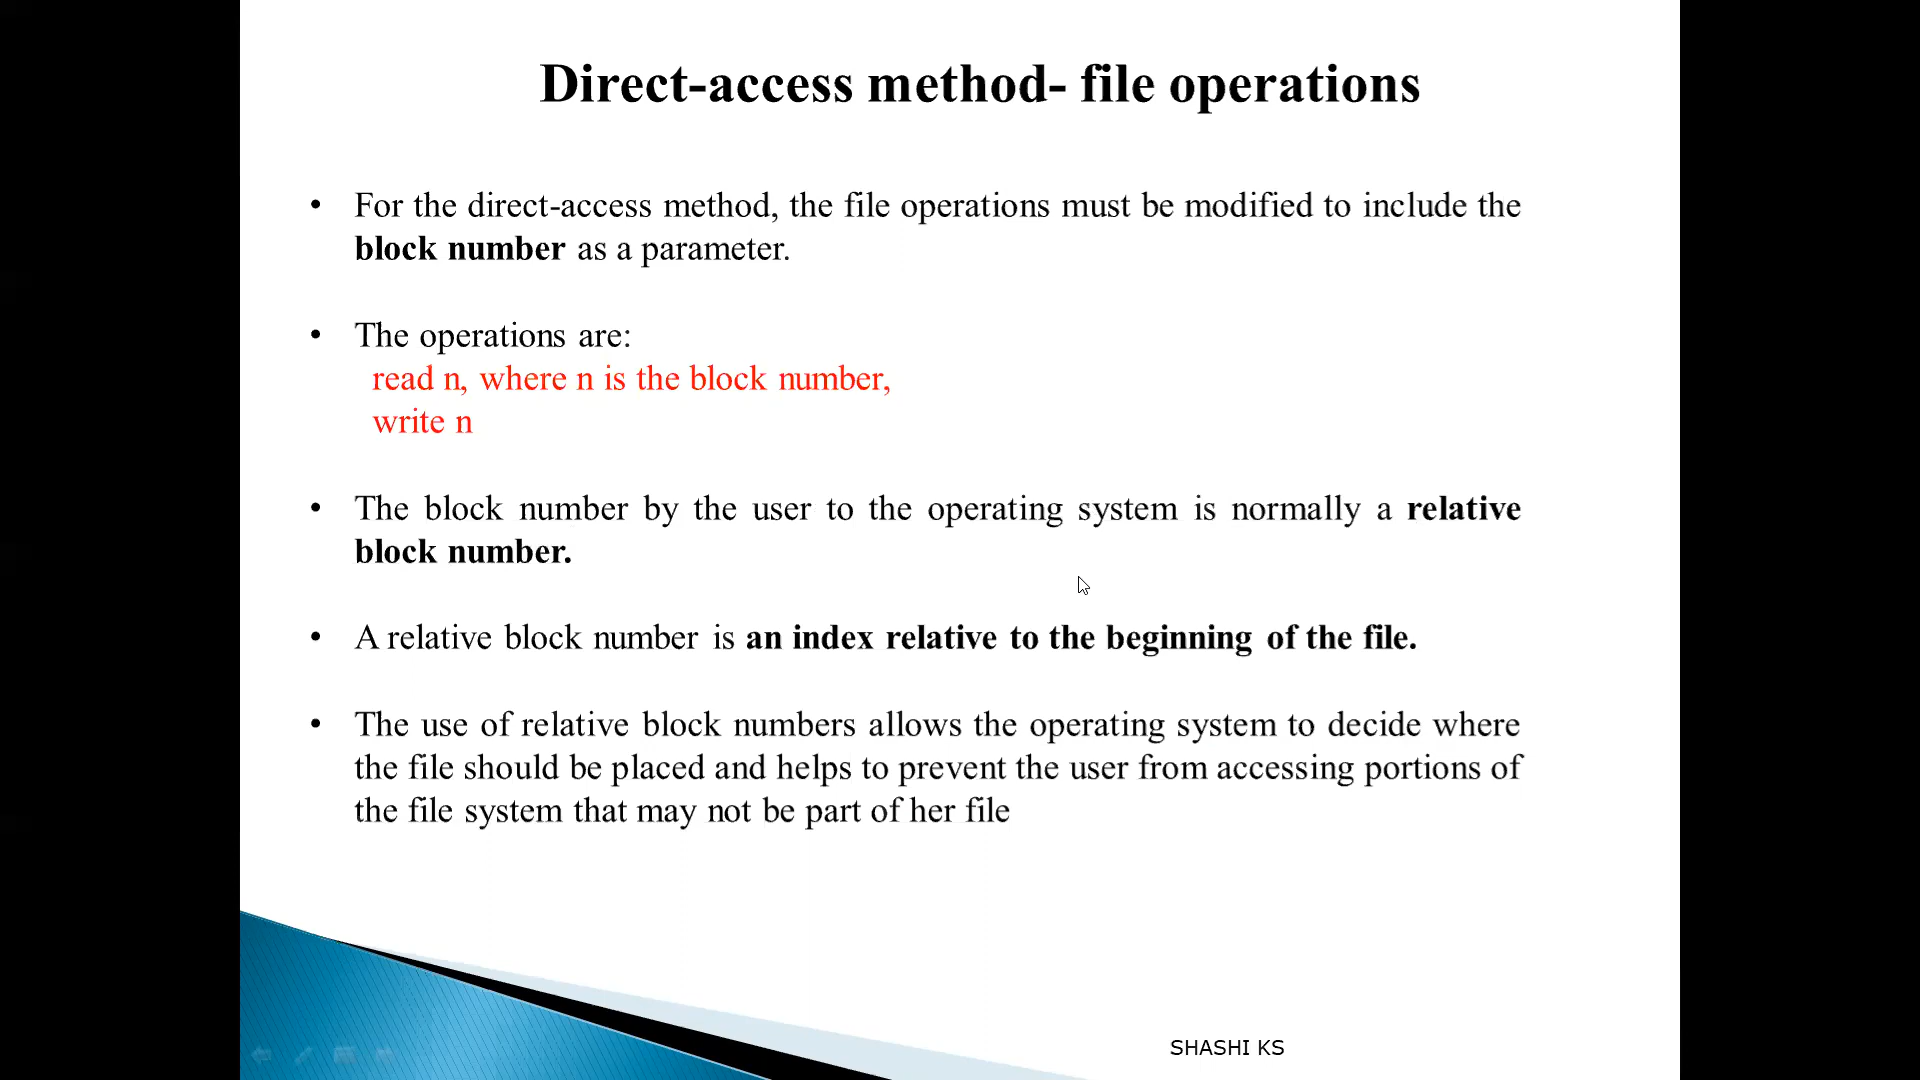 Direct-access method- file operations
• For the direct-access method, the file operations must be modified to include the
block number as a parameter.
• The operations are:
read n, where n is the block number,
write n
• The block number by the user to the operating system is normally a relative
block number.
• A relative block number is an index relative to the beginning of the file.
• The use of relative block numbers allows the operating system to decide where
the file should be placed and helps to prevent the user from accessing portions of
the file system that may not be part of her file
SHASHI KS